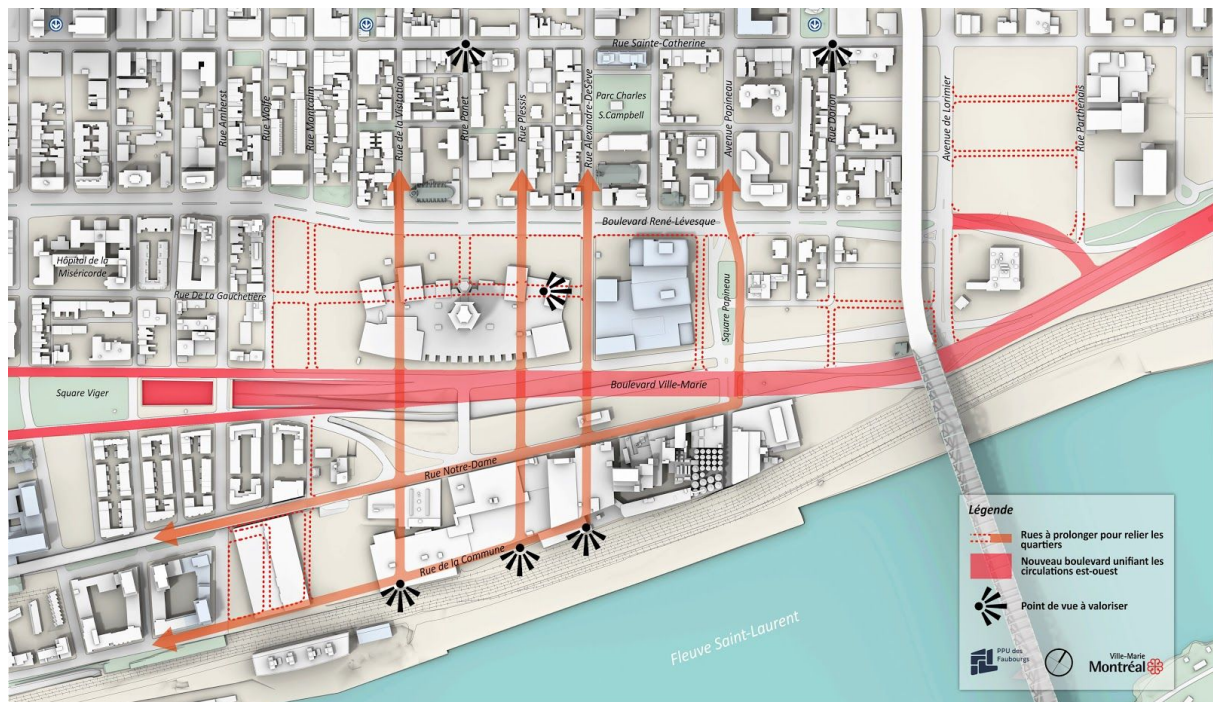 Rue Sainte-Catherine
Rue Amherst
Rue Wolfe
Rue Montcalm
Rue de la Visitation
Rue Panet
Rue Plessis
Rue Alexandre-DeSève
Parc Charles
S.Campbell
Avenue Papineau
Rue Dalton
Avenue de Lorimier
Rue Parthenais
Boulevard René-Lévesque
Hôpital de la
Miséricorde
Rue De La Gauchetière
Square Papineau
Square Viger
Boulevard Ville-Marie
Rue Notre-Dame
Rue de la Commune
Fleuve Saint-Laurent
Légende
Rues à prolonger pour relier les
quartiers
Nouveau boulevard unifiant les
circulations est-ouest
Point de vue à valoriser
PPU des
Faubourgs
Ville-Marie
Montréal